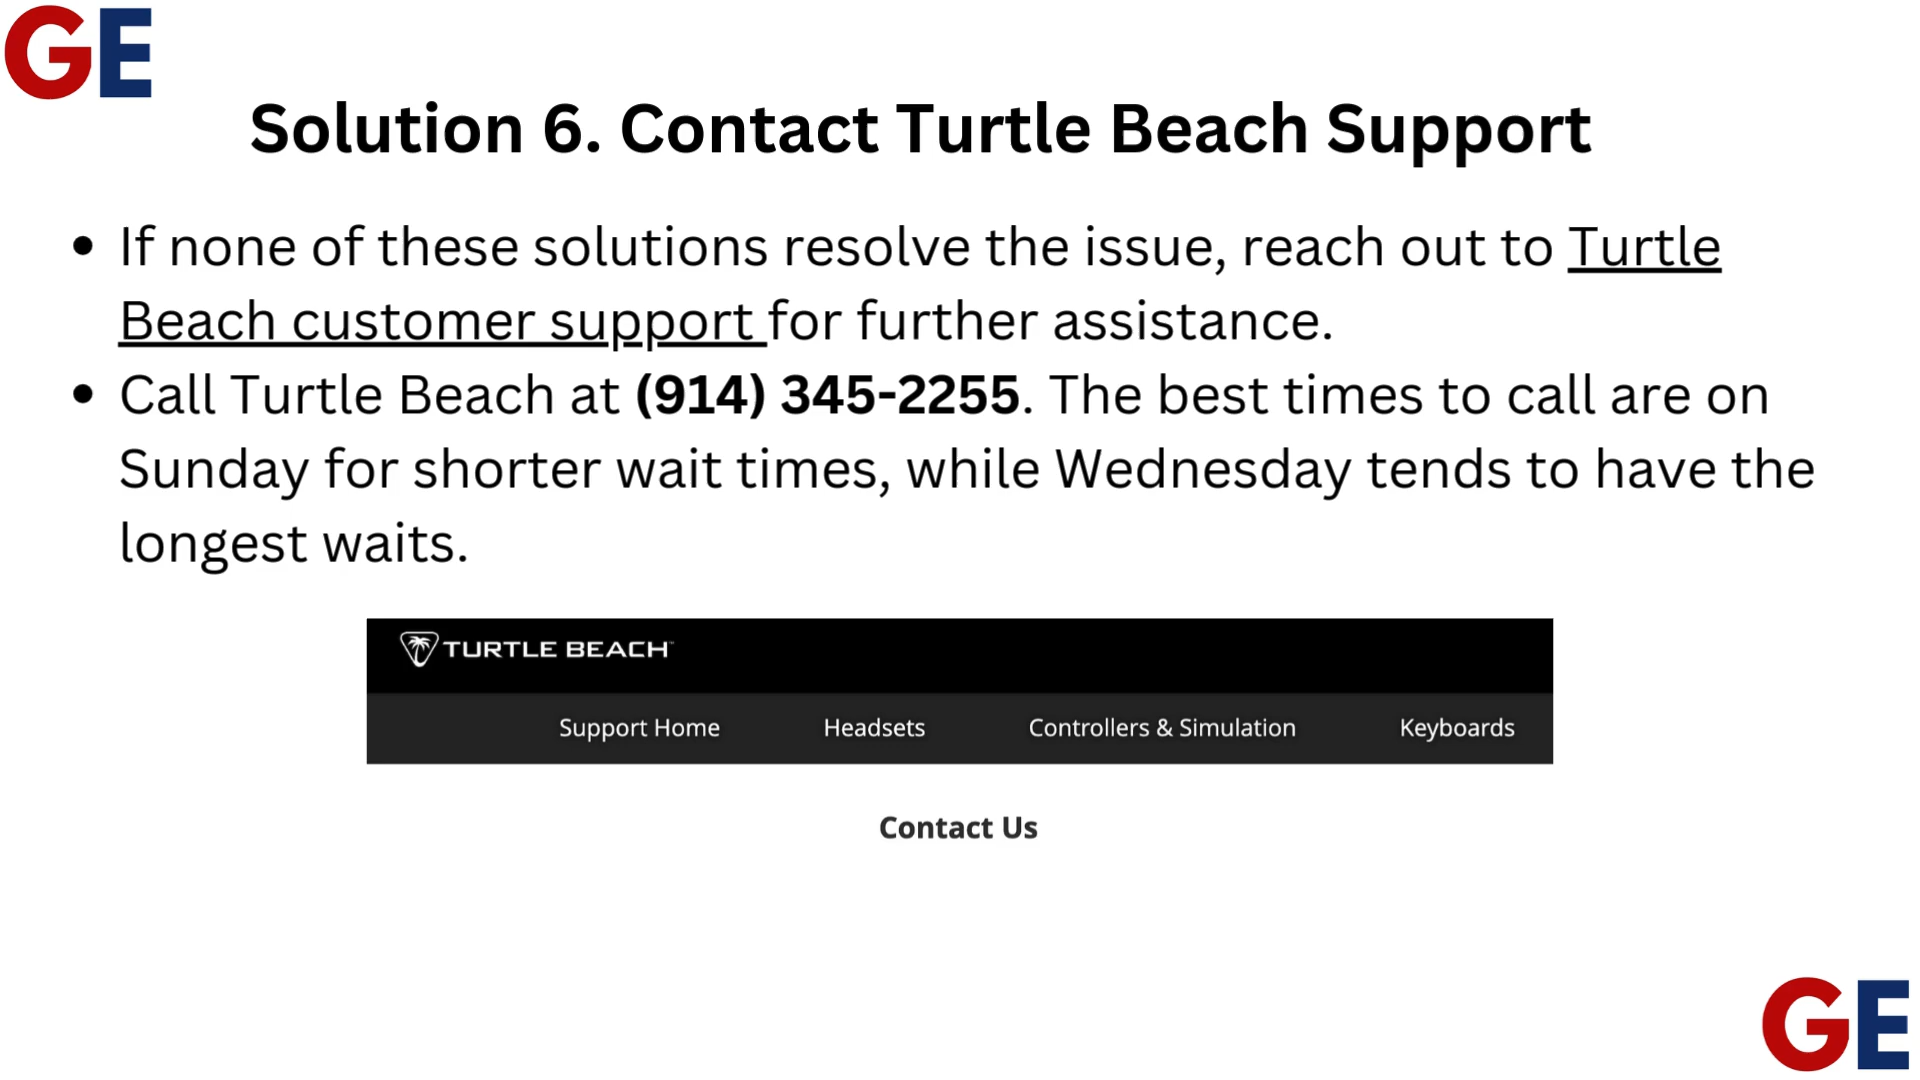 GE
Solution 6. Contact Turtle Beach Support
• If none of these solutions resolve the issue, reach out to Turtle
Beach customer support for further assistance.
• Call Turtle Beach at (914) 345-2255. The best times to call are on
Sunday for shorter wait times, while Wednesday tends to have the
longest waits.
TURTLE BEACH™
Support Home Headsets Controllers & Simulation Keyboards
Contact Us
GE